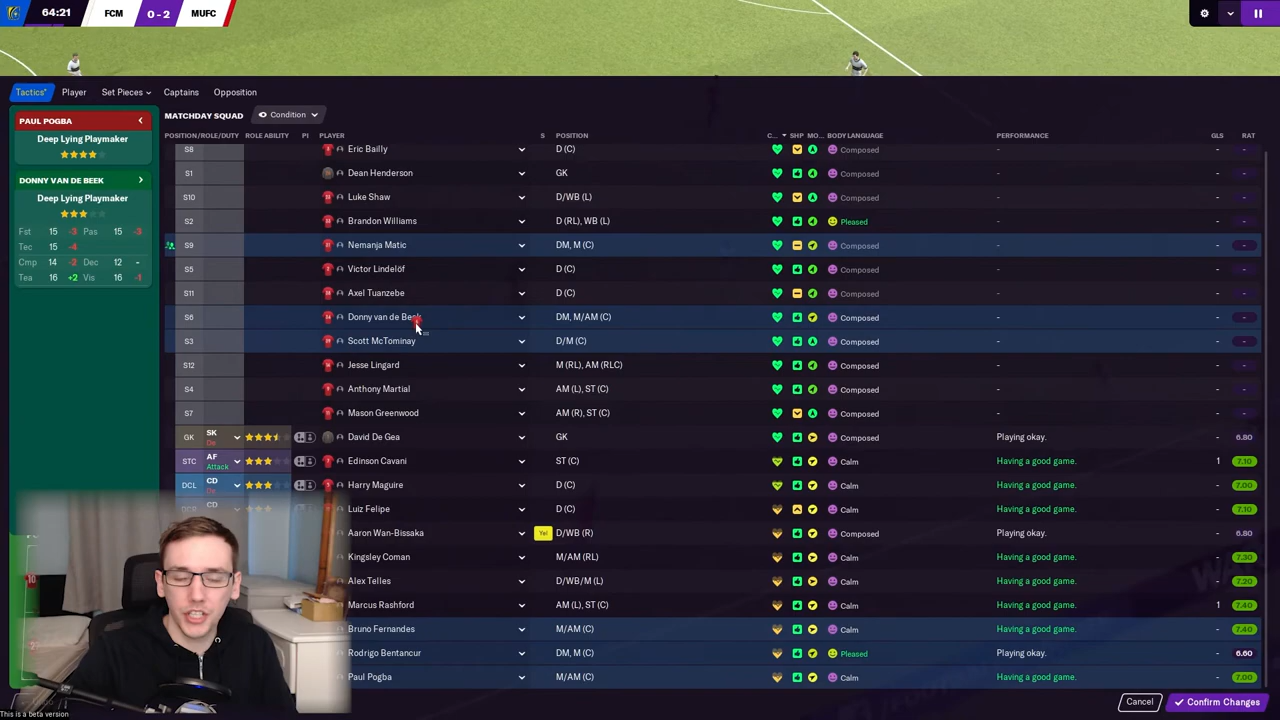 64:21 FCM 0 - 2 MUFC
Tactics* Player Set Pieces Captains Opposition
PAUL POGBA
Deep Lying Playmaker
DONNY VAN DE BEEK
Deep Lying Playmaker
Fst 15 -3 Pas 15 -3
Tec 15 -4
Cmp 14 -2 Dec 12 -
Tea 16 +2 Vis 16 -1
MATCHDAY SQUAD Condition
POSITION/ROLE/DUTY ROLE ABILITY PI PLAYER S POSITION C... SHP MO... BODY LANGUAGE PERFORMANCE GLS RAT
S8 Eric Bailly D (C) Composed - - -
S1 Dean Henderson GK Composed - - -
S10 Luke Shaw D/WB (L) Composed - - -
S2 Brandon Williams D (RL), WB (L) Pleased - - -
S9 Nemanja Matic DM, M (C) Composed - - -
S5 Victor Lindelöf D (C) Composed - - -
S11 Axel Tuanzebe D (C) Composed - - -
S6 Donny van de Beek DM, M/AM (C) Composed - - -
S3 Scott McTominay D/M (C) Composed - - -
S12 Jesse Lingard M (RL), AM (RLC) Composed - - -
S4 Anthony Martial AM (L), ST (C) Composed - - -
S7 Mason Greenwood AM (R), ST (C) Composed - - -
GK SK De David De Gea GK Composed Playing okay. - 6.80
STC AF Attack Edinson Cavani ST (C) Calm Having a good game. 1 7.10
DCL CD De Harry Maguire D (C) Calm Having a good game. - 7.00
DCR CD Luiz Felipe D (C) Calm Having a good game. - 7.10
Aaron Wan-Bissaka Yel D/WB (R) Composed Playing okay. - 6.80
Kingsley Coman M/AM (RL) Calm Having a good game. - 7.30
Alex Telles D/WB/M (L) Calm Having a good game. - 7.20
Marcus Rashford AM (L), ST (C) Calm Having a good game. 1 7.40
Bruno Fernandes M/AM (C) Calm Having a good game. - 7.40
Rodrigo Bentancur DM, M (C) Pleased Playing okay. - 6.60
Paul Pogba M/AM (C) Calm Having a good game. - 7.00
Cancel Confirm Changes
This is a beta version